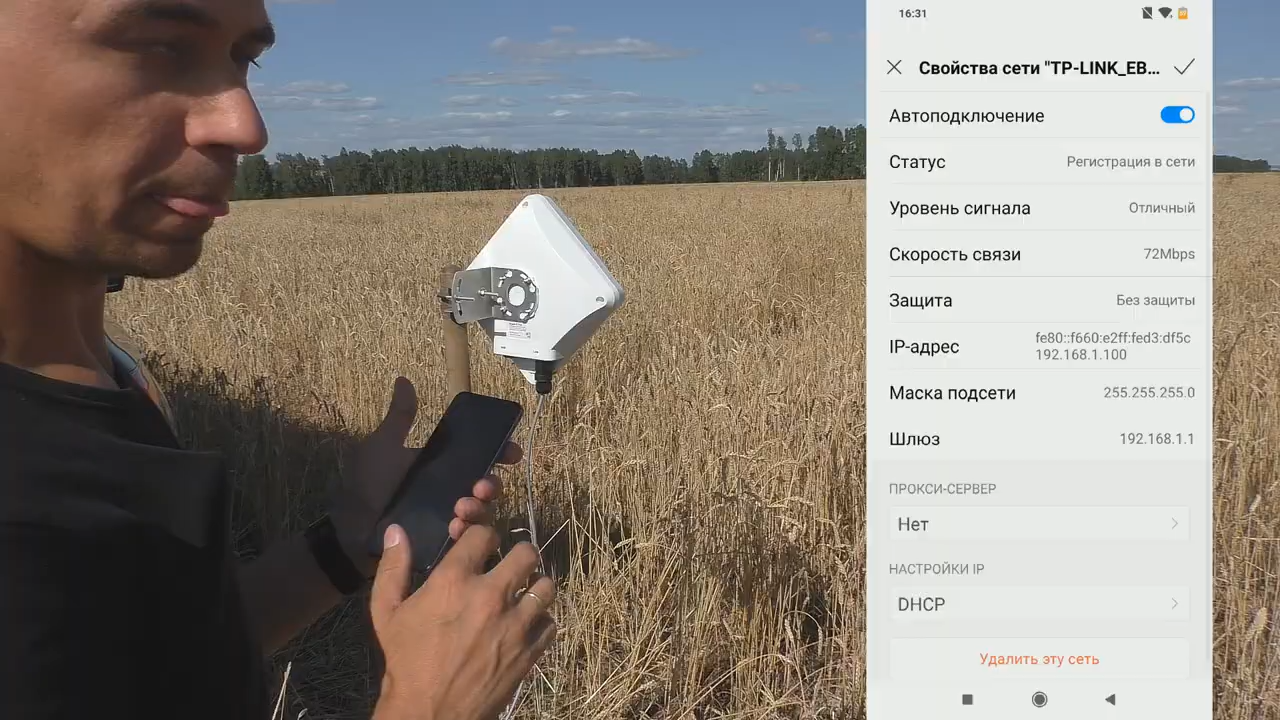 16:31
Свойства сети "TP-LINK_EB...
Автоподключение
Статус Регистрация в сети
Уровень сигнала Отличный
Скорость связи 72Mbps
Защита Без защиты
IP-адрес fe80::f660:e2ff:fed3:df5c
192.168.1.100
Маска подсети 255.255.255.0
Шлюз 192.168.1.1
ПРОКСИ-СЕРВЕР
Нет
НАСТРОЙКИ IP
DHCP
Удалить эту сеть